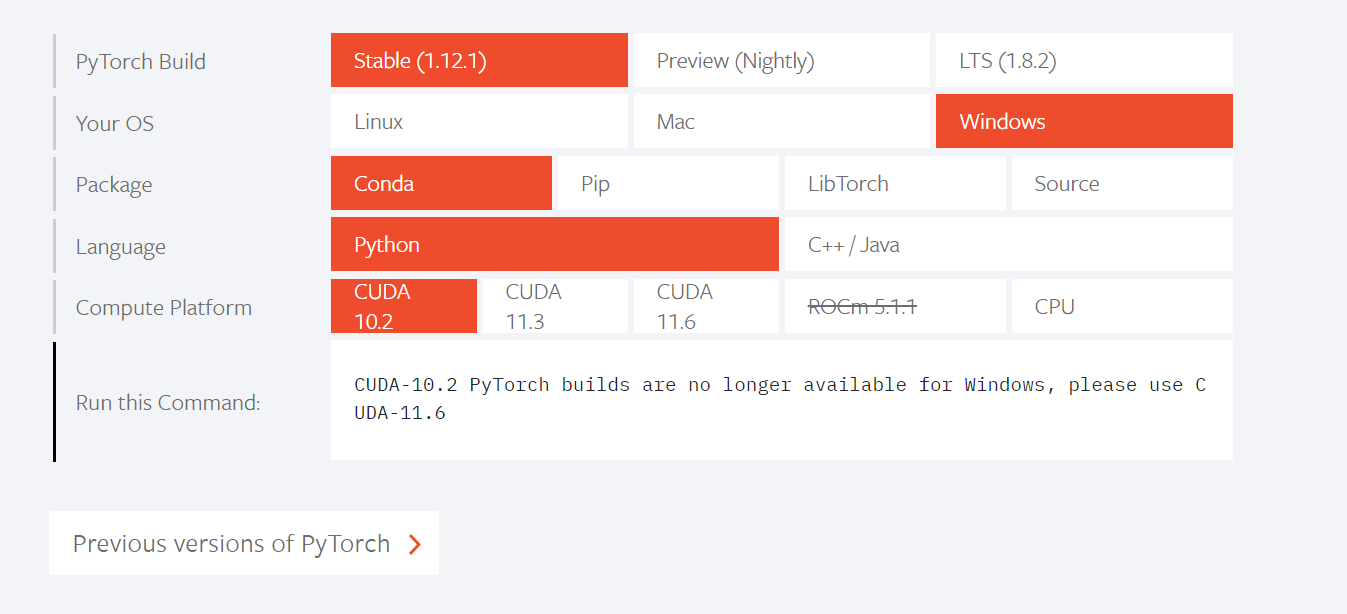 PyTorch Build
Stable (1.12.1)
Preview (Nightly)
LTS (1.8.2)
Your OS
Linux
Mac
Windows
Package
Conda
Pip
LibTorch
Source
Language
Python
C++ / Java
Compute Platform
CUDA
10.2
CUDA
11.3
CUDA
11.6
ROCm 5.1.1
CPU
Run this Command:
CUDA-10.2 PyTorch builds are no longer available for Windows, please use C
UDA-11.6
Previous versions of PyTorch